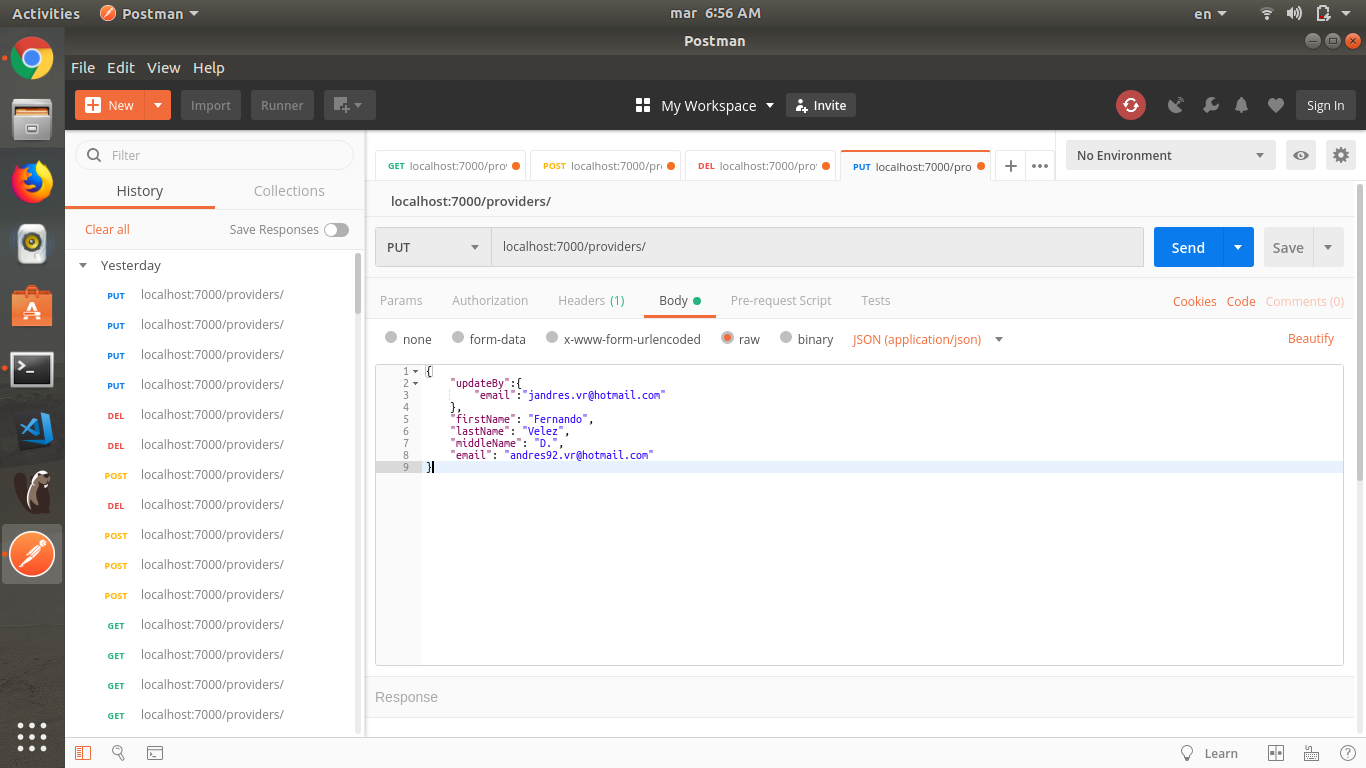 Activities Postman mar 6:56 AM en
Postman
File Edit View Help
New Import Runner My Workspace Invite Sign In
Filter
History Collections
Clear all Save Responses
Yesterday
PUT localhost:7000/providers/
PUT localhost:7000/providers/
PUT localhost:7000/providers/
PUT localhost:7000/providers/
DEL localhost:7000/providers/
DEL localhost:7000/providers/
POST localhost:7000/providers/
DEL localhost:7000/providers/
POST localhost:7000/providers/
POST localhost:7000/providers/
POST localhost:7000/providers/
GET localhost:7000/providers/
GET localhost:7000/providers/
GET localhost:7000/providers/
GET localhost:7000/providers/
GET localhost:7000/pro POST localhost:7000/pr DEL localhost:7000/pro PUT localhost:7000/pro + ••• No Environment
localhost:7000/providers/
PUT localhost:7000/providers/ Send Save
Params Authorization Headers (1) Body Pre-request Script Tests Cookies Code Comments (0)
none form-data x-www-form-urlencoded raw binary JSON (application/json) Beautify
1 {
2 "updateBy":{
3 "email":"jandres.vr@hotmail.com"
4 },
5 "firstName": "Fernando",
6 "lastName": "Velez",
7 "middleName": "D.",
8 "email": "andres92.vr@hotmail.com"
9 }
Response
Learn